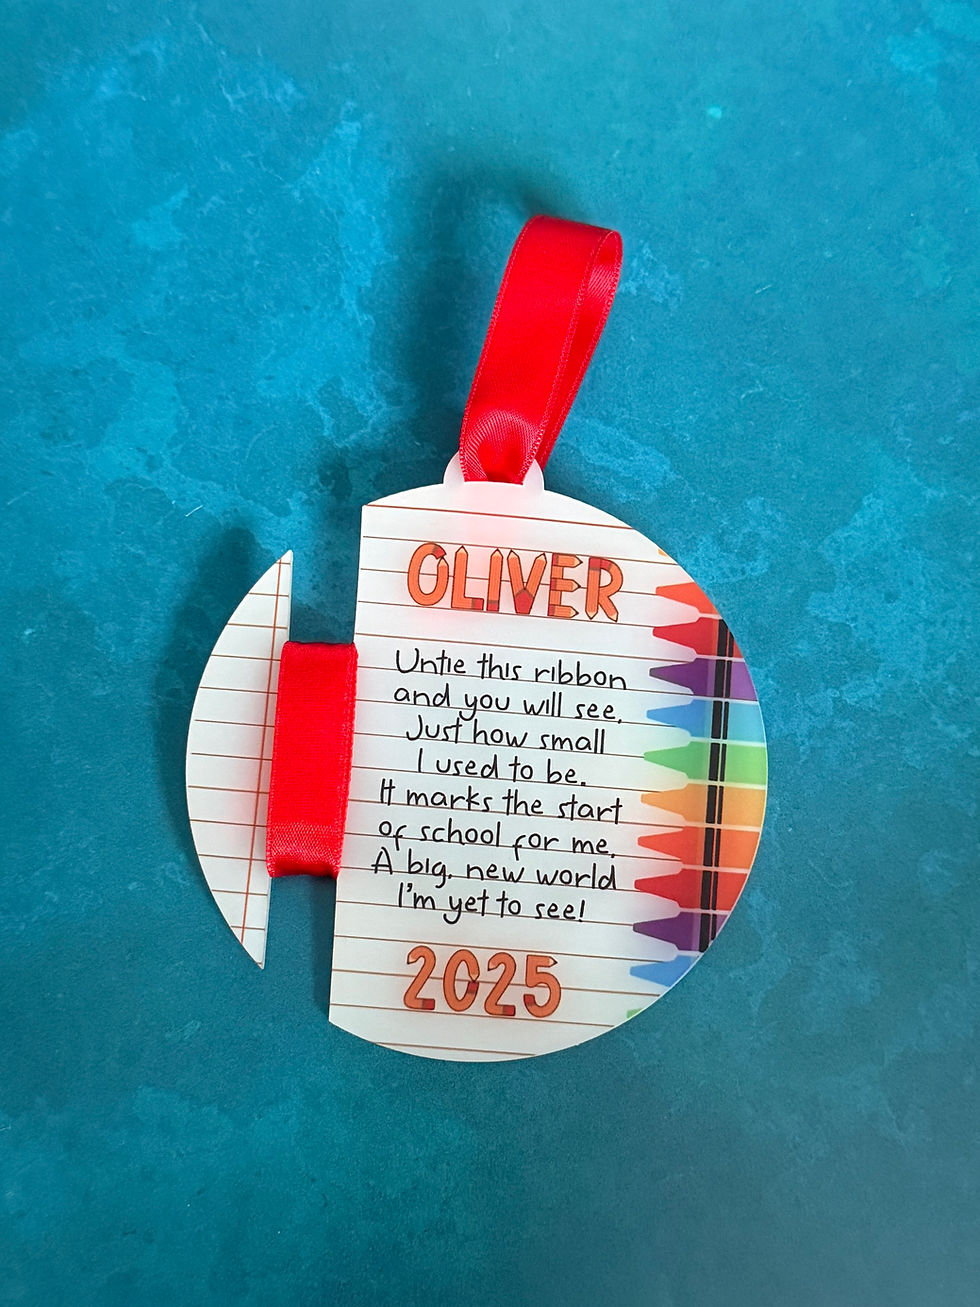 OLIVER
Untie this ribbon
and you will see,
Just how small
I used to be.
It marks the start
of school for me,
A big, new world
I'm yet to see!
2025